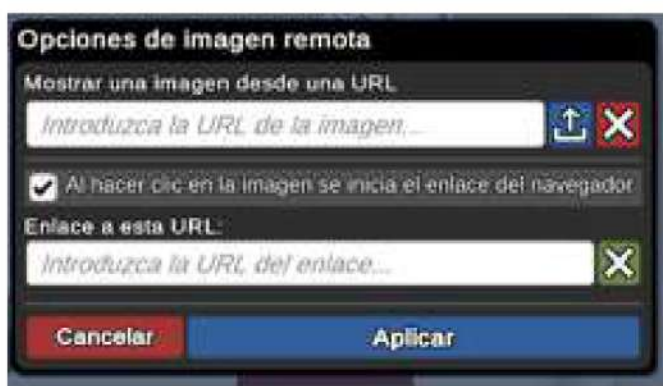 Opciones de imagen remota
Mostrar una imagen desde una URL
Introduzca la URL de la imagen...
Al hacer clic en la imagen se inicia el enlace del navegador
Enlace a esta URL:
Introduzca la URL del enlace...
Cancelar
Aplicar